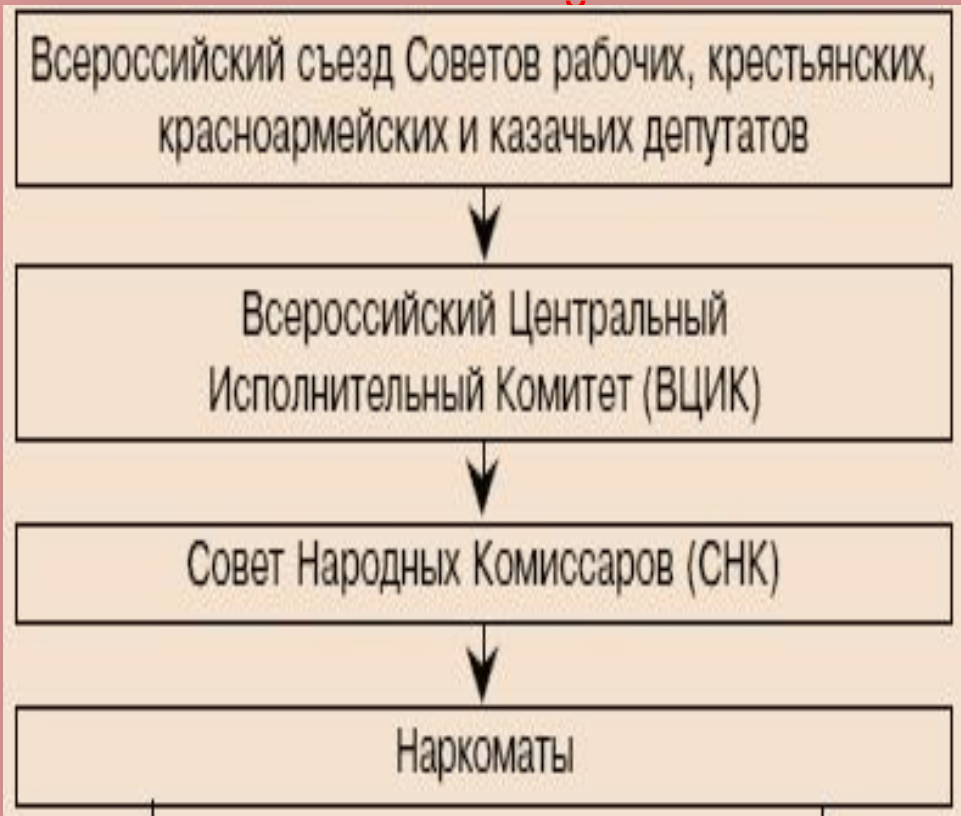 Всероссийский съезд Советов рабочих, крестьянских,
красноармейских и казачьих депутатов
Всероссийский Центральный
Исполнительный Комитет (ВЦИК)
Совет Народных Комиссаров (СНК)
Наркоматы